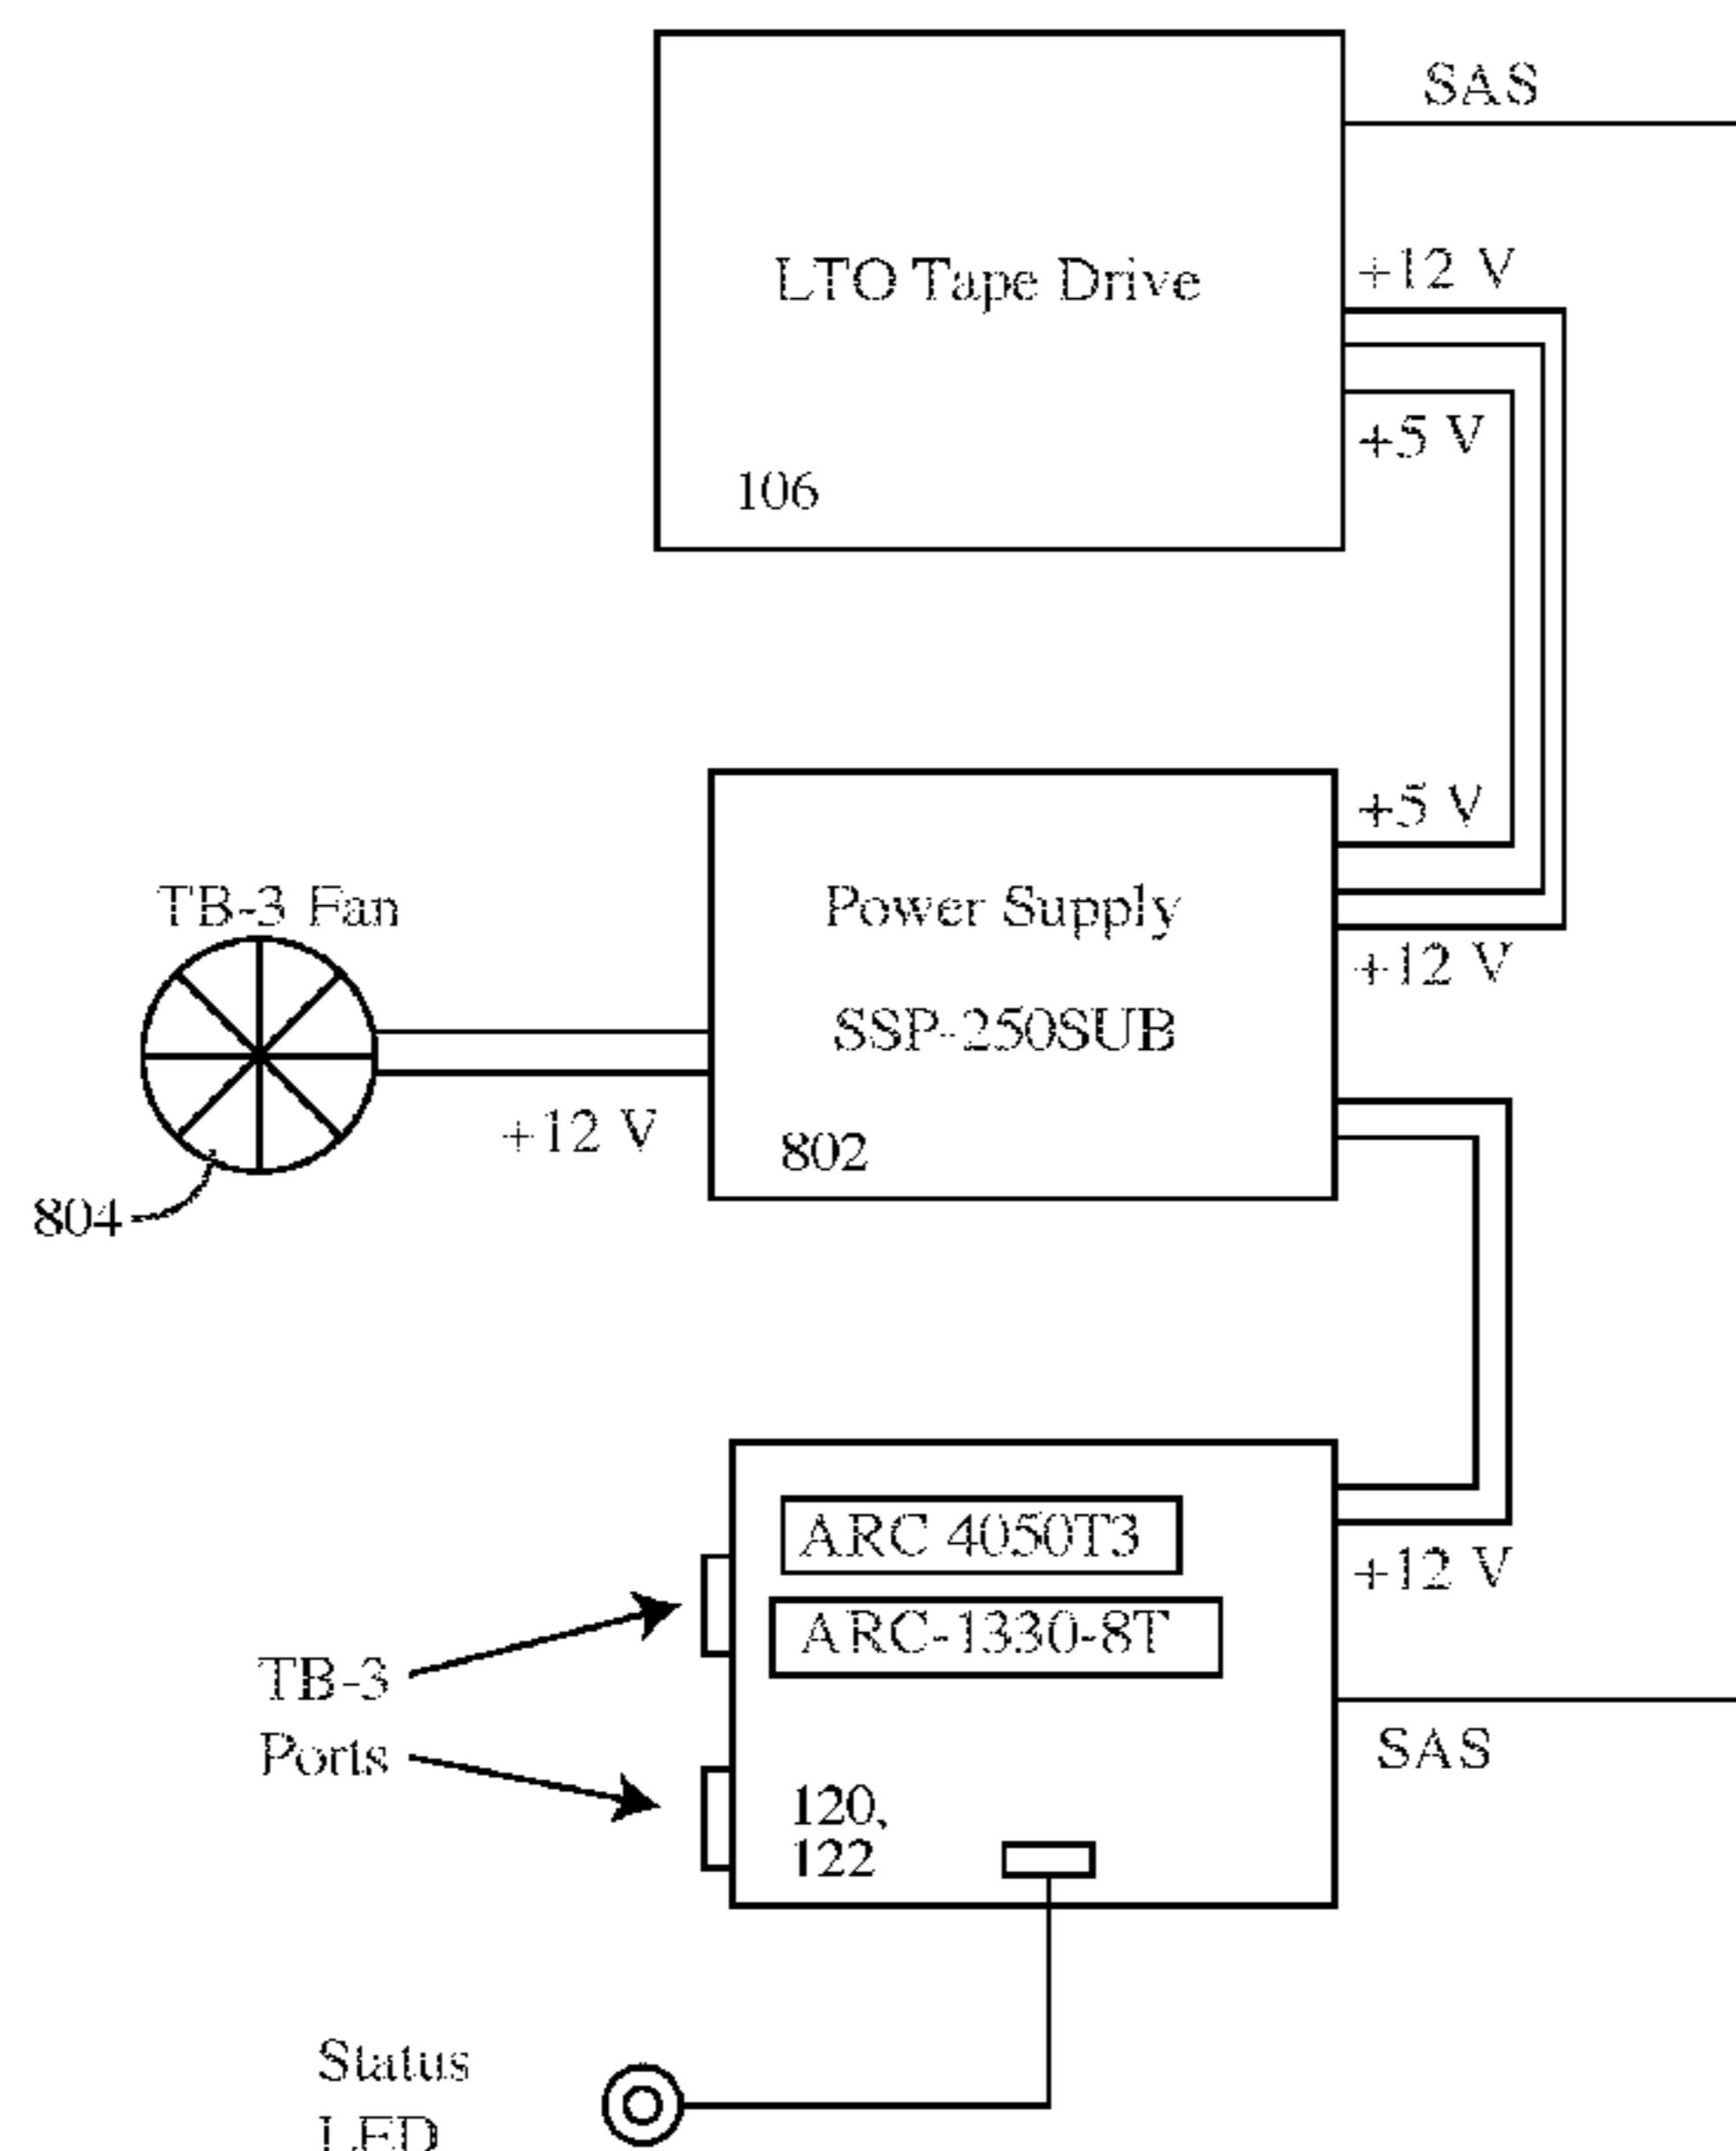 SAS
+12 V
LTO Tape Drive
+5 V
106
+5 V
TB-3 Fan
Power Supply
+12 V
SSP-250SUB
+12 V
802
804
ARC 4050T3
+12 V
ARC-1330-8T
TB-3
Ports
SAS
120,
122
Status
LED